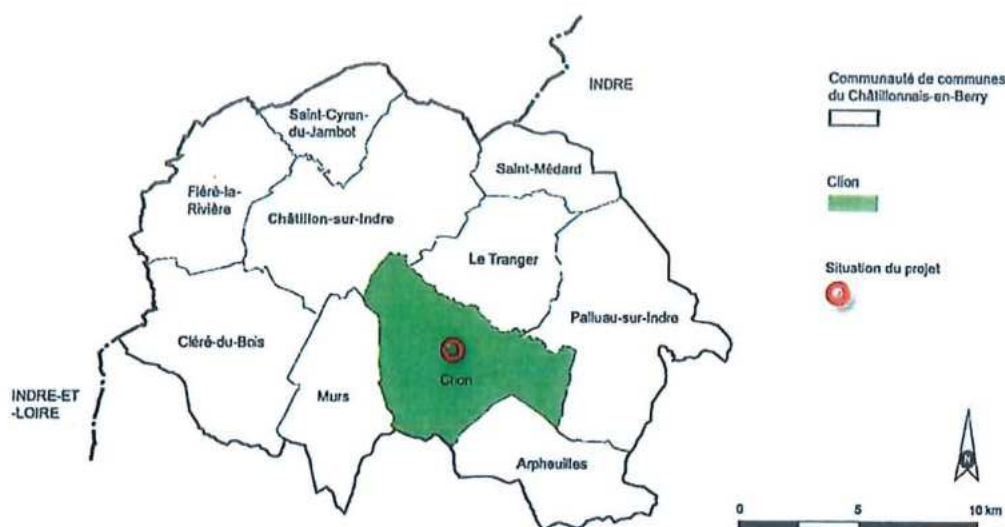 INDRE
Communauté de communes
du Châtillonnais-en-Berry
Saint-Cyran-
du-Jambot
Saint-Médard
Fléré-la-
Rivière
Châtillon-sur-Indre
Clion
Le Tranger
Situation du projet
Palluau-sur-Indre
Cléré-du-Bois
Clion
INDRE-ET
-LOIRE
Murs
Arpheuilles
N
0 5 10 km